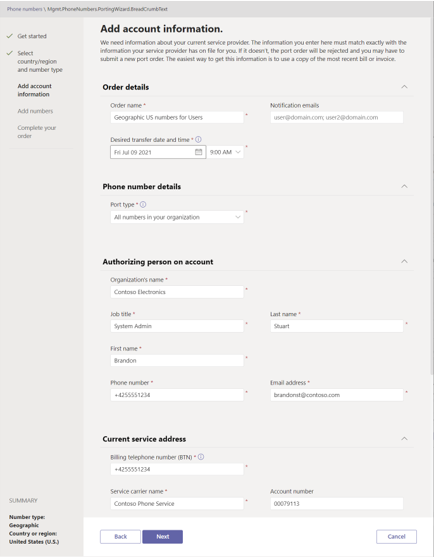 Phone numbers \ Mgmt.PhoneNumbers.PortingWizard.BreadCrumbText
Get started
Select
country/region
and number type
Add account
information
Add numbers
Complete your
order
SUMMARY
Number type:
Geographic
Country or region:
United States (U.S.)
Add account information.
We need information about your current service provider. The information you enter here must match exactly with the
information your service provider has on file for you. If it doesn't, the port order will be rejected and you may have to
submit a new port order. The easiest way to get this information is to use a copy of the most recent bill or invoice.
Order details
Order name * Notification emails
Geographic US numbers for Users * user@domain.com; user2@domain.com
Desired transfer date and time *
Fri Jul 09 2021 9:00 AM *
Phone number details
Port type *
All numbers in your organization *
Authorizing person on account
Organization's name *
Contoso Electronics *
Job title * Last name *
System Admin * Stuart *
First name *
Brandon *
Phone number * Email address *
+4255551234 * brandonst@contoso.com *
Current service address
Billing telephone number (BTN) *
+4255551234 *
Service carrier name * Account number
Contoso Phone Service * 00079113
Back Next Cancel